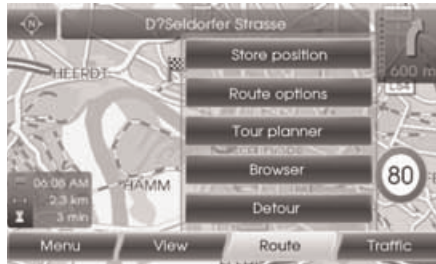 N
D?Seldorfer Strasse
Store position
HEERDT
600 m
Route options
Tour planner
Browser
80
06:06 AM
HAMM
2.3 km
3 min
Detour
Menu
View
Route
Traffic